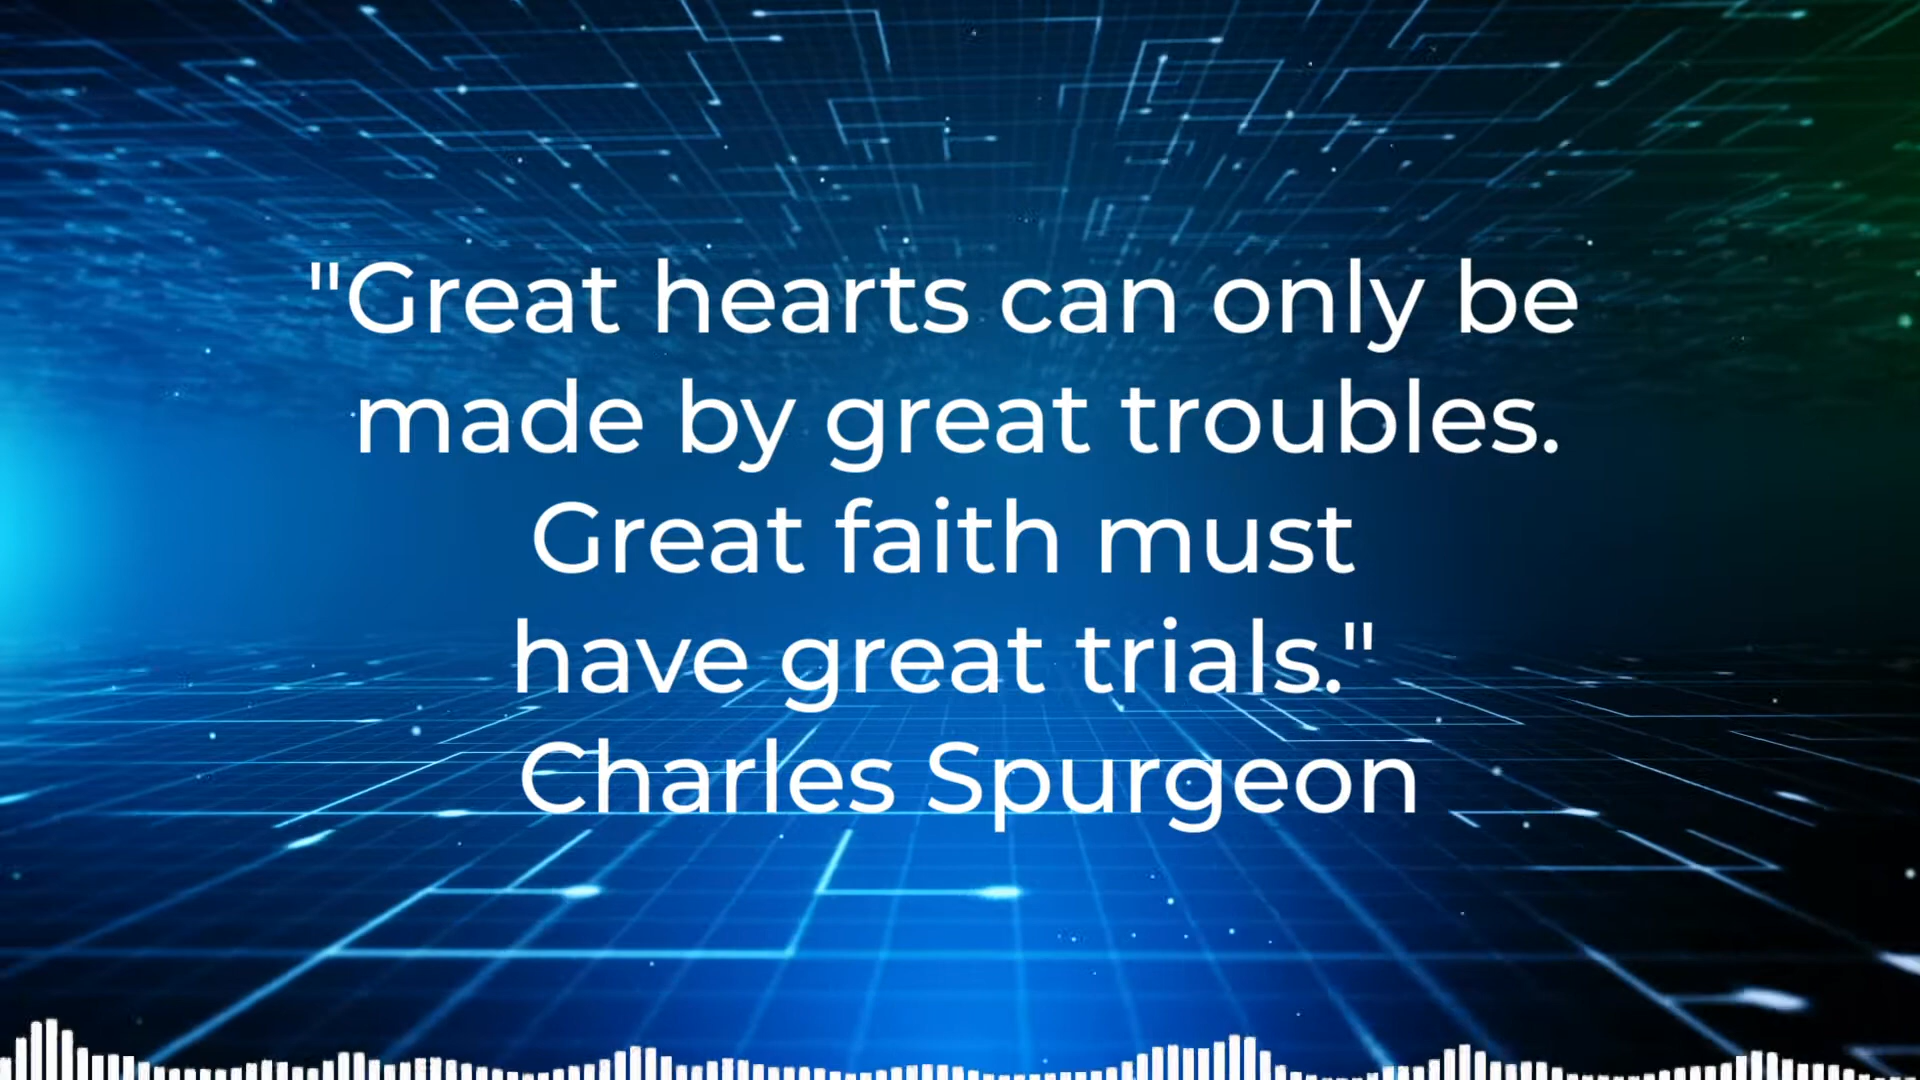 "Great hearts can only be
made by great troubles.
Great faith must
have great trials."
Charles Spurgeon